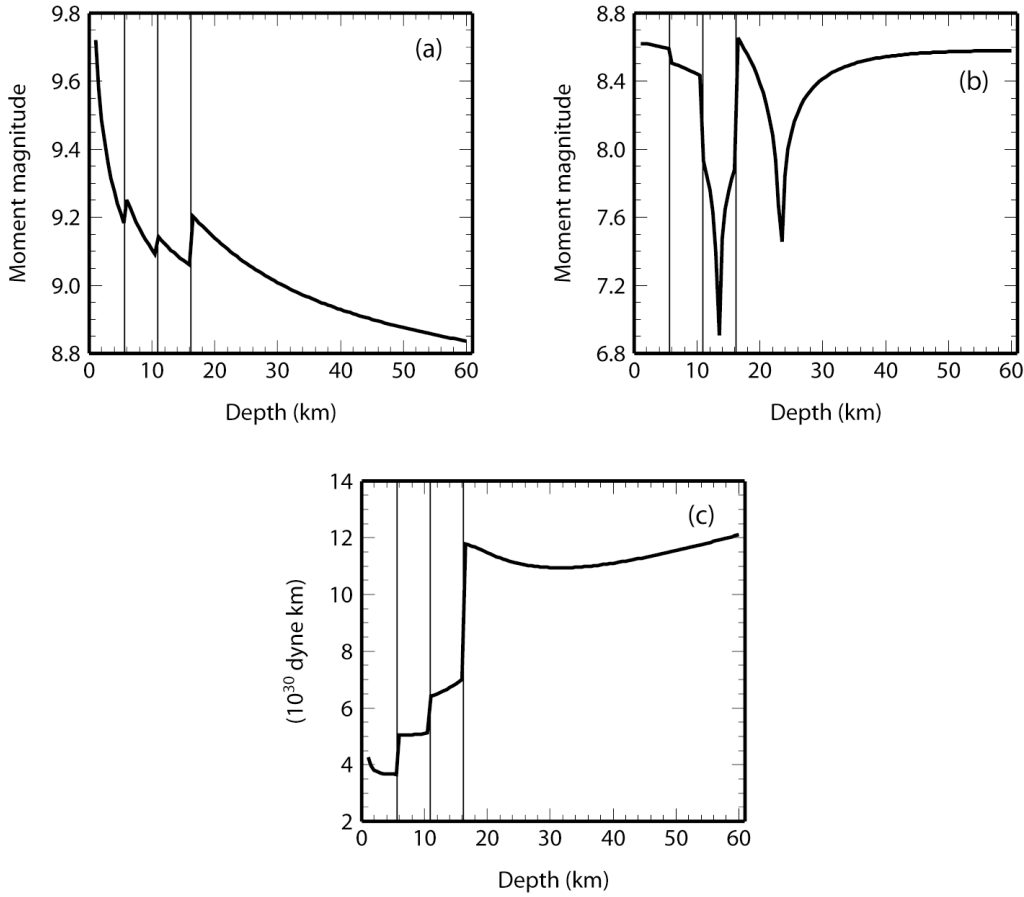 9.8
9.6
9.4
9.2
9.0
8.8
Moment magnitude
(a)
0 10 20 30 40 50 60
Depth (km)
8.8
8.4
8.0
7.6
7.2
6.8
Moment magnitude
(b)
0 10 20 30 40 50 60
Depth (km)
14
12
10
8
6
4
2
(10³⁰ dyne km)
(c)
0 10 20 30 40 50 60
Depth (km)